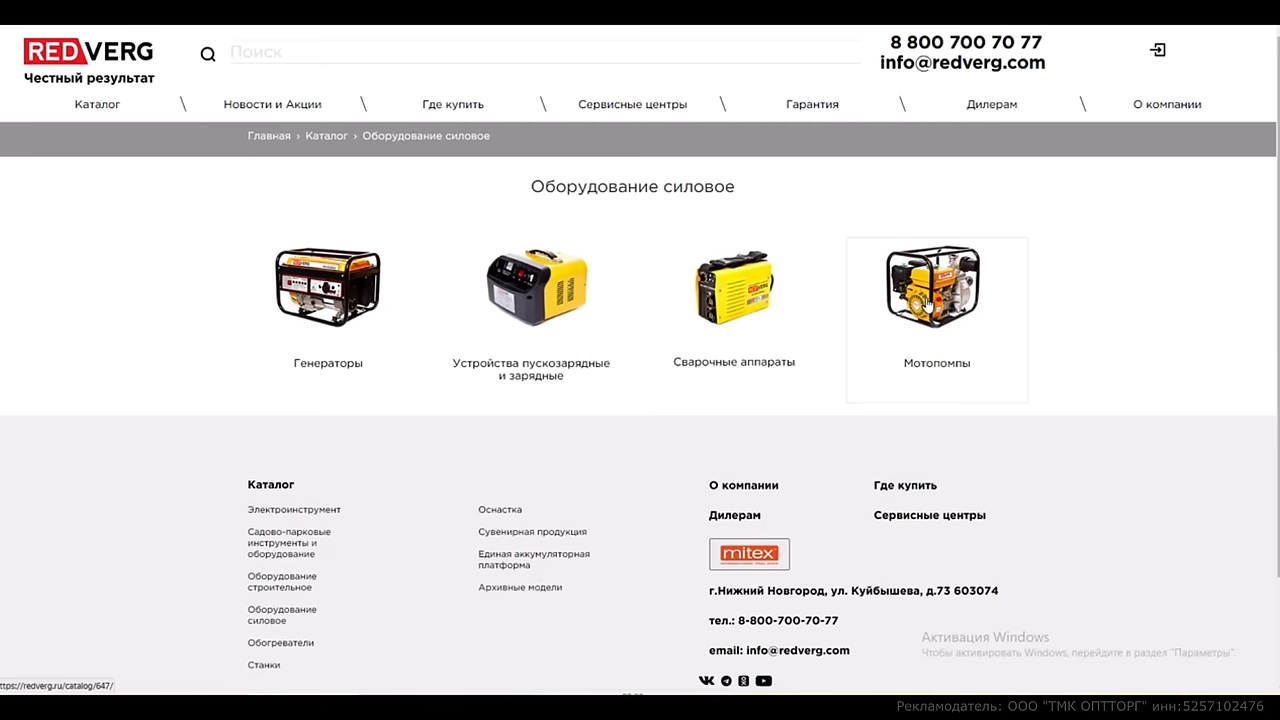 REDVERG
Честный результат
Поиск
8 800 700 70 77
info@redverg.com
Каталог
Новости и Акции
Где купить
Сервисные центры
Гарантия
Дилерам
О компании
Главная › Каталог › Оборудование силовое
Оборудование силовое
Генераторы
Устройства пускозарядные
и зарядные
Сварочные аппараты
Мотопомпы
Каталог
Электроинструмент
Садово-парковые
инструменты и
оборудование
Оборудование
строительное
Оборудование
силовое
Обогреватели
Станки
Оснастка
Сувенирная продукция
Единая аккумуляторная
платформа
Архивные модели
О компании
Где купить
Дилерам
Сервисные центры
mitex
г.Нижний Новгород, ул. Куйбышева, д.73 603074
тел.: 8-800-700-70-77
email: info@redverg.com
Активация Windows
Чтобы активировать Windows, перейдите в раздел "Параметры".
ttps://redverg.ru/catalog/647/
Рекламодатель: ООО "ТМК ОПТТОРГ" инн:5257102476